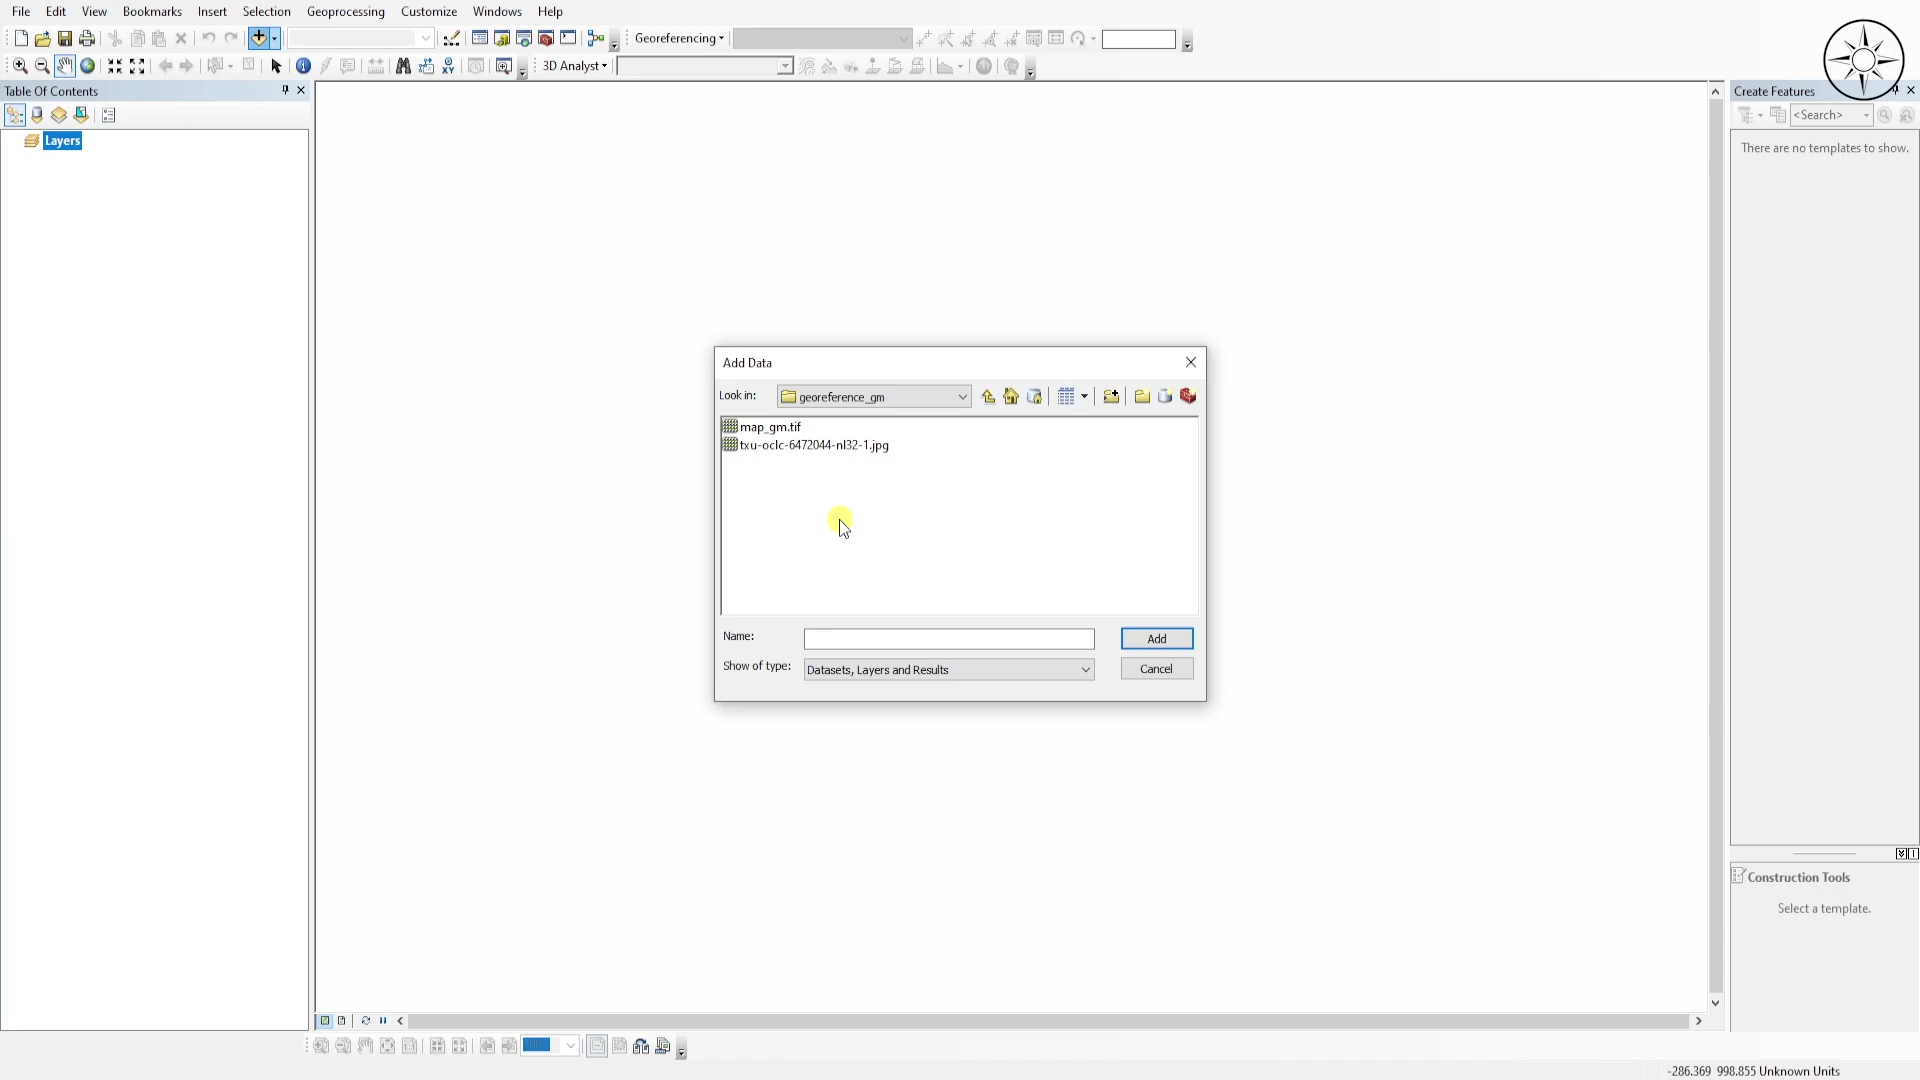 File Edit View Bookmarks Insert Selection Geoprocessing Customize Windows Help
Georeferencing
3D Analyst
Table Of Contents
Layers
Create Features
<Search>
There are no templates to show.
Add Data
Look in: georeference_gm
map_gm.tif
txu-oclc-6472044-nl32-1.jpg
Name: Add
Show of type: Datasets, Layers and Results Cancel
Construction Tools
Select a template.
-286.369 998.855 Unknown Units